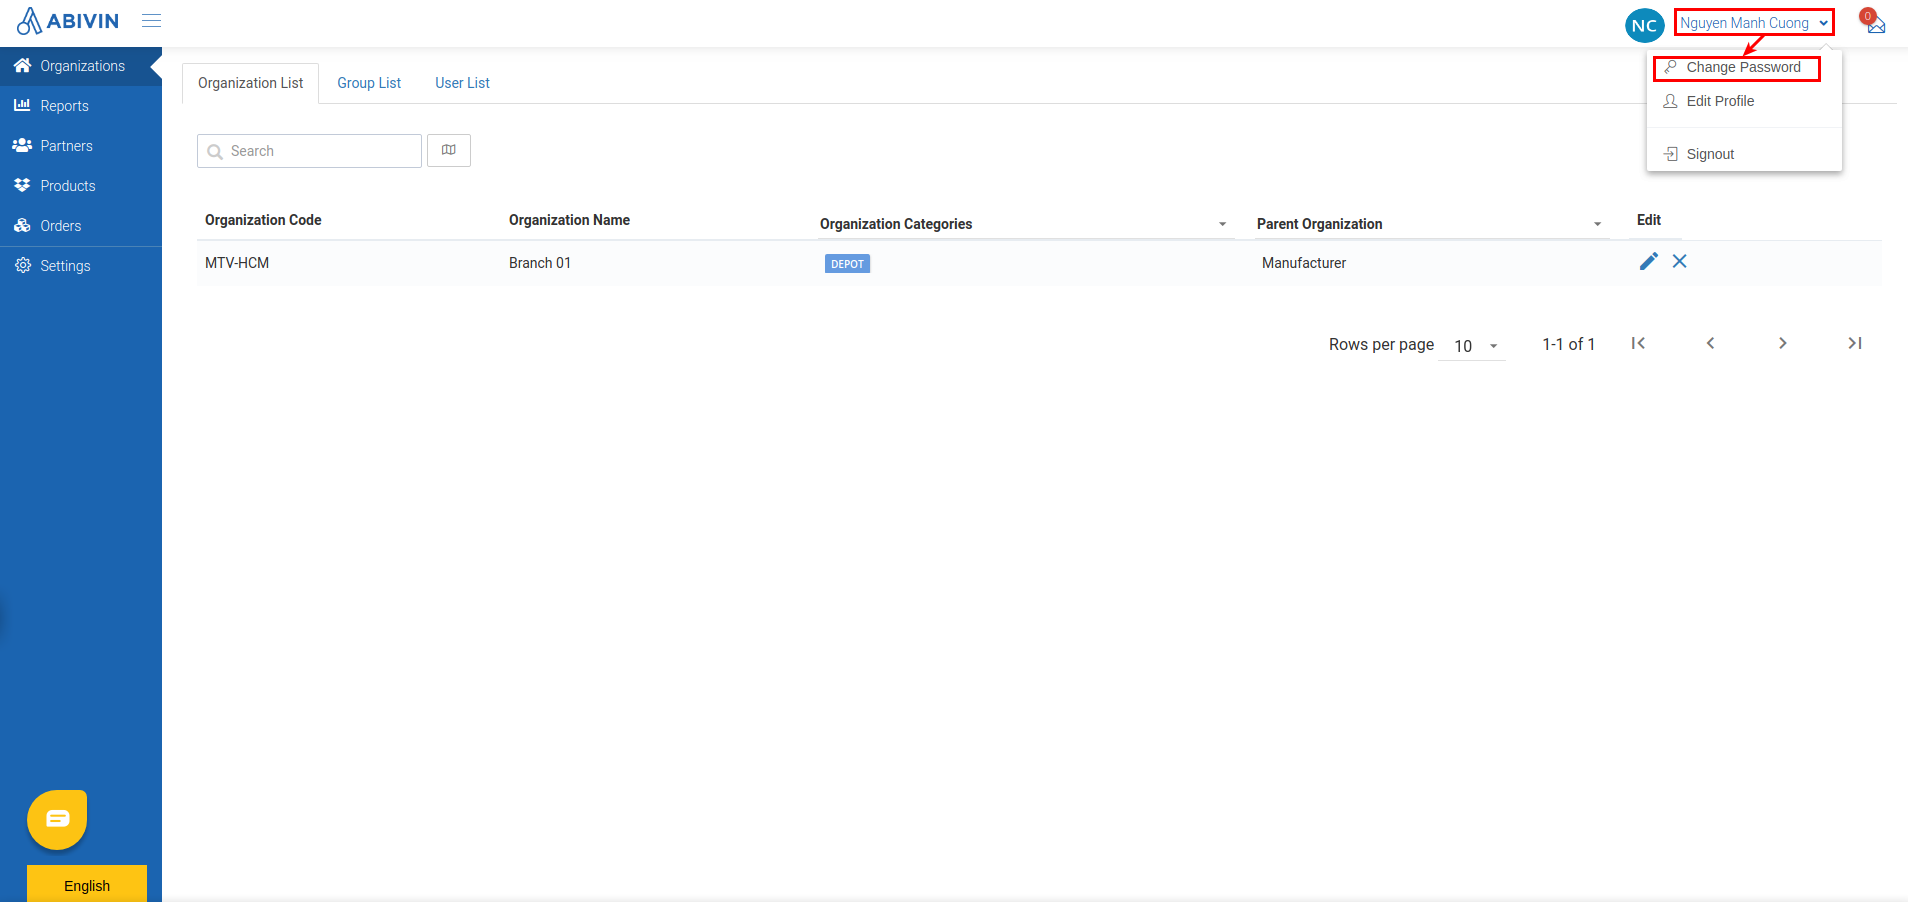 ABIVIN
NC
Nguyen Manh Cuong
0
Organizations
Reports
Partners
Products
Orders
Settings
Organization List
Group List
User List
Change Password
Edit Profile
Signout
Search
Organization Code
Organization Name
Organization Categories
Parent Organization
Edit
MTV-HCM
Branch 01
DEPOT
Manufacturer
Rows per page
10
1-1 of 1
English